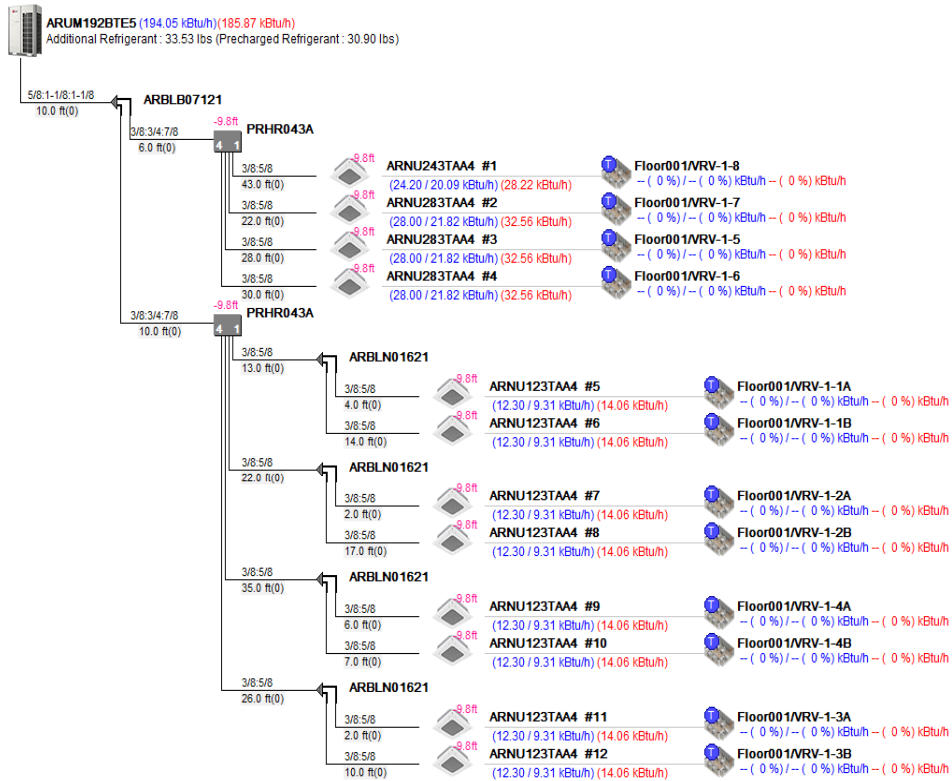 ARUM192BTE5 (194.05 kBtu/h)(185.87 kBtu/h)
Additional Refrigerant : 33.53 lbs (Precharged Refrigerant : 30.90 lbs)
5/8:1-1/8:1-1/8
10.0 ft(0)
ARBLB07121
3/8:3/4:7/8
6.0 ft(0)
-9.8ft
PRHR043A
4 1
3/8:5/8
43.0 ft(0)
-9.8ft
ARNU243TAA4 #1
(24.20 / 20.09 kBtu/h) (28.22 kBtu/h)
T
Floor001/VRV-1-8
-- ( 0 %) / -- ( 0 %) kBtu/h -- ( 0 %) kBtu/h
3/8:5/8
22.0 ft(0)
-9.8ft
ARNU283TAA4 #2
(28.00 / 21.82 kBtu/h) (32.56 kBtu/h)
T
Floor001/VRV-1-7
-- ( 0 %) / -- ( 0 %) kBtu/h -- ( 0 %) kBtu/h
3/8:5/8
28.0 ft(0)
-9.8ft
ARNU283TAA4 #3
(28.00 / 21.82 kBtu/h) (32.56 kBtu/h)
T
Floor001/VRV-1-5
-- ( 0 %) / -- ( 0 %) kBtu/h -- ( 0 %) kBtu/h
3/8:5/8
30.0 ft(0)
-9.8ft
ARNU283TAA4 #4
(28.00 / 21.82 kBtu/h) (32.56 kBtu/h)
T
Floor001/VRV-1-6
-- ( 0 %) / -- ( 0 %) kBtu/h -- ( 0 %) kBtu/h
3/8:3/4:7/8
10.0 ft(0)
-9.8ft
PRHR043A
4 1
3/8:5/8
13.0 ft(0)
ARBLN01621
3/8:5/8
4.0 ft(0)
-9.8ft
ARNU123TAA4 #5
(12.30 / 9.31 kBtu/h) (14.06 kBtu/h)
T
Floor001/VRV-1-1A
-- ( 0 %) / -- ( 0 %) kBtu/h -- ( 0 %) kBtu/h
3/8:5/8
14.0 ft(0)
-9.8ft
ARNU123TAA4 #6
(12.30 / 9.31 kBtu/h) (14.06 kBtu/h)
T
Floor001/VRV-1-1B
-- ( 0 %) / -- ( 0 %) kBtu/h -- ( 0 %) kBtu/h
3/8:5/8
22.0 ft(0)
ARBLN01621
3/8:5/8
2.0 ft(0)
-9.8ft
ARNU123TAA4 #7
(12.30 / 9.31 kBtu/h) (14.06 kBtu/h)
T
Floor001/VRV-1-2A
-- ( 0 %) / -- ( 0 %) kBtu/h -- ( 0 %) kBtu/h
3/8:5/8
17.0 ft(0)
-9.8ft
ARNU123TAA4 #8
(12.30 / 9.31 kBtu/h) (14.06 kBtu/h)
T
Floor001/VRV-1-2B
-- ( 0 %) / -- ( 0 %) kBtu/h -- ( 0 %) kBtu/h
3/8:5/8
35.0 ft(0)
ARBLN01621
3/8:5/8
6.0 ft(0)
-9.8ft
ARNU123TAA4 #9
(12.30 / 9.31 kBtu/h) (14.06 kBtu/h)
T
Floor001/VRV-1-4A
-- ( 0 %) / -- ( 0 %) kBtu/h -- ( 0 %) kBtu/h
3/8:5/8
7.0 ft(0)
-9.8ft
ARNU123TAA4 #10
(12.30 / 9.31 kBtu/h) (14.06 kBtu/h)
T
Floor001/VRV-1-4B
-- ( 0 %) / -- ( 0 %) kBtu/h -- ( 0 %) kBtu/h
3/8:5/8
26.0 ft(0)
ARBLN01621
3/8:5/8
2.0 ft(0)
-9.8ft
ARNU123TAA4 #11
(12.30 / 9.31 kBtu/h) (14.06 kBtu/h)
T
Floor001/VRV-1-3A
-- ( 0 %) / -- ( 0 %) kBtu/h -- ( 0 %) kBtu/h
3/8:5/8
10.0 ft(0)
-9.8ft
ARNU123TAA4 #12
(12.30 / 9.31 kBtu/h) (14.06 kBtu/h)
T
Floor001/VRV-1-3B
-- ( 0 %) / -- ( 0 %) kBtu/h -- ( 0 %) kBtu/h